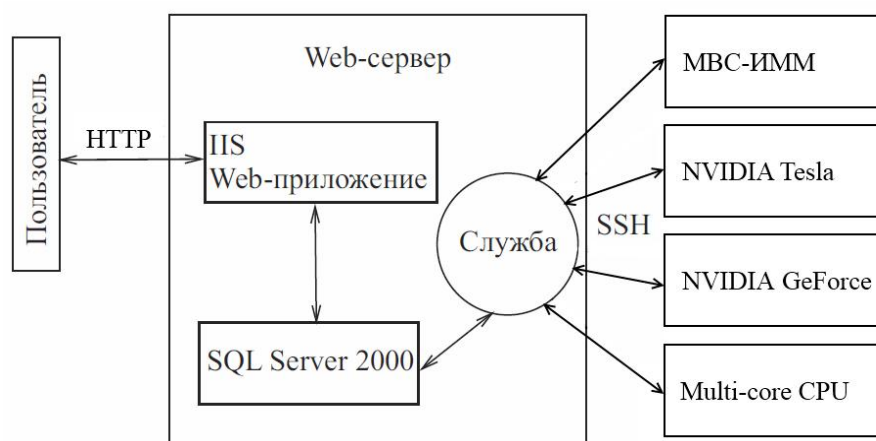 Пользователь
HTTP
Web-сервер
IIS
Web-приложение
SQL Server 2000
Служба
SSH
МВС-ИММ
NVIDIA Tesla
NVIDIA GeForce
Multi-core CPU